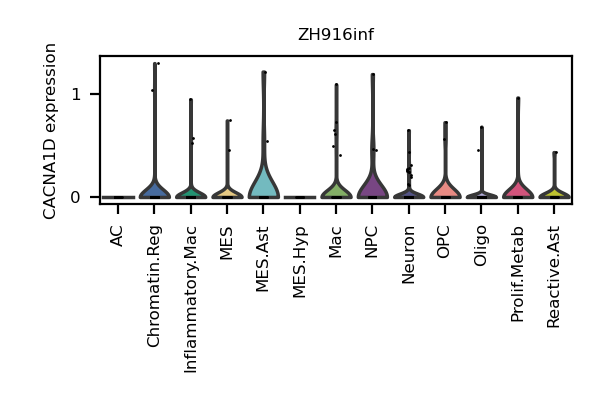 ZH916inf
CACNA1D expression
1
0
AC
Chromatin.Reg
Inflammatory.Mac
MES
MES.Ast
MES.Hyp
Mac
NPC
Neuron
OPC
Oligo
Prolif.Metab
Reactive.Ast